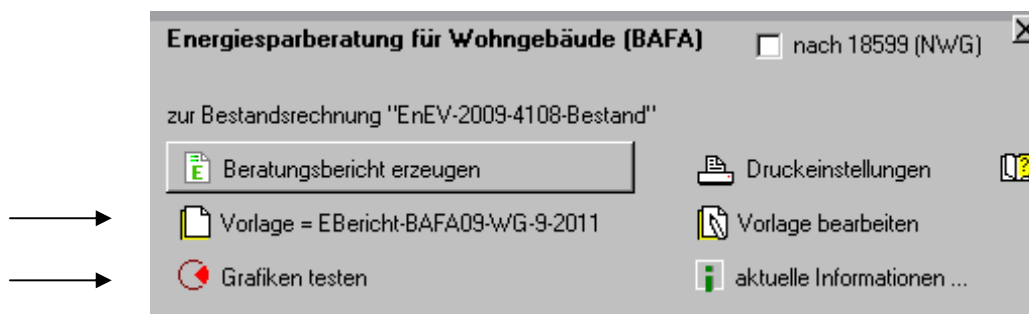 Energiesparberatung für Wohngebäude (BAFA) nach 18599 (NWG)
zur Bestandsrechnung "EnEV-2009-4108-Bestand"
Beratungsbericht erzeugen Druckeinstellungen
Vorlage = EBericht-BAFA09-WG-9-2011 Vorlage bearbeiten
Grafiken testen aktuelle Informationen ...